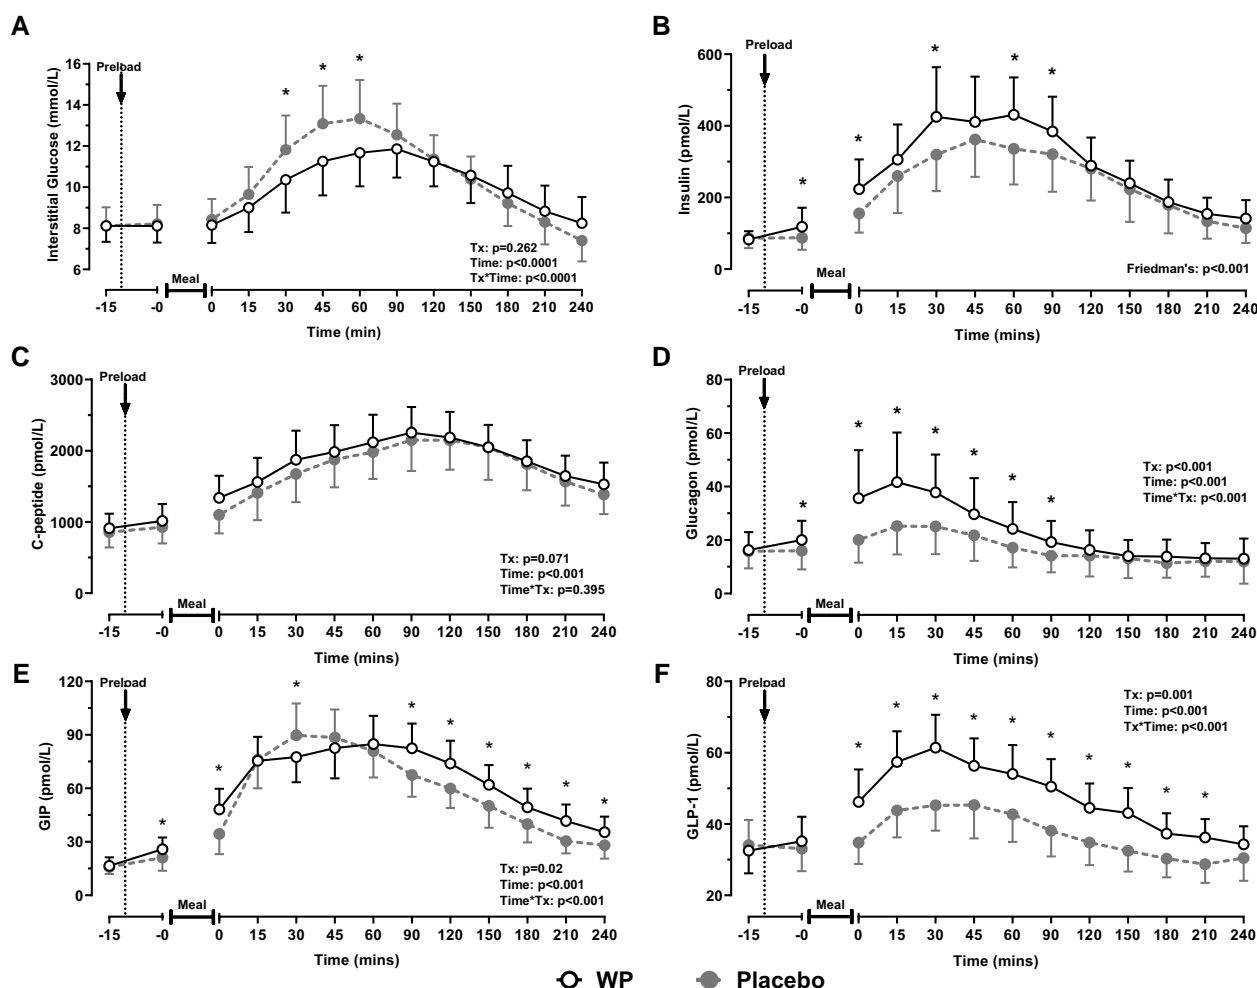 A
Preload
*
*
*
Interstitial Glucose (mmol/L)
16
14
12
10
8
6
Tx: p=0.262
Time: p<0.0001
Tx*Time: p<0.0001
Meal
-15 -0 0 15 30 45 60 90 120 150 180 210 240
Time (min)
B
Preload
* * * * *
Insulin (pmol/L)
600
400
200
0
Friedman's: p<0.001
Meal
-15 -0 0 15 30 45 60 90 120 150 180 210 240
Time (mins)
C
Preload
C-peptide (pmol/L)
3000
2000
1000
0
Tx: p=0.071
Time: p<0.001
Time*Tx: p=0.395
Meal
-15 -0 0 15 30 45 60 90 120 150 180 210 240
Time (mins)
D
Preload
* * * * * * *
Glucagon (pmol/L)
80
60
40
20
0
Tx: p<0.001
Time: p<0.001
Time*Tx: p<0.001
Meal
-15 -0 0 15 30 45 60 90 120 150 180 210 240
Time (mins)
E
Preload
* * * * * * * * *
GIP (pmol/L)
120
90
60
30
0
Tx: p=0.02
Time: p<0.001
Time*Tx: p<0.001
Meal
-15 -0 0 15 30 45 60 90 120 150 180 210 240
Time (mins)
F
Preload
* * * * * * * * * *
GLP-1 (pmol/L)
80
60
40
20
Tx: p=0.001
Time: p<0.001
Tx*Time: p<0.001
Meal
-15 -0 0 15 30 45 60 90 120 150 180 210 240
Time (mins)
WP Placebo